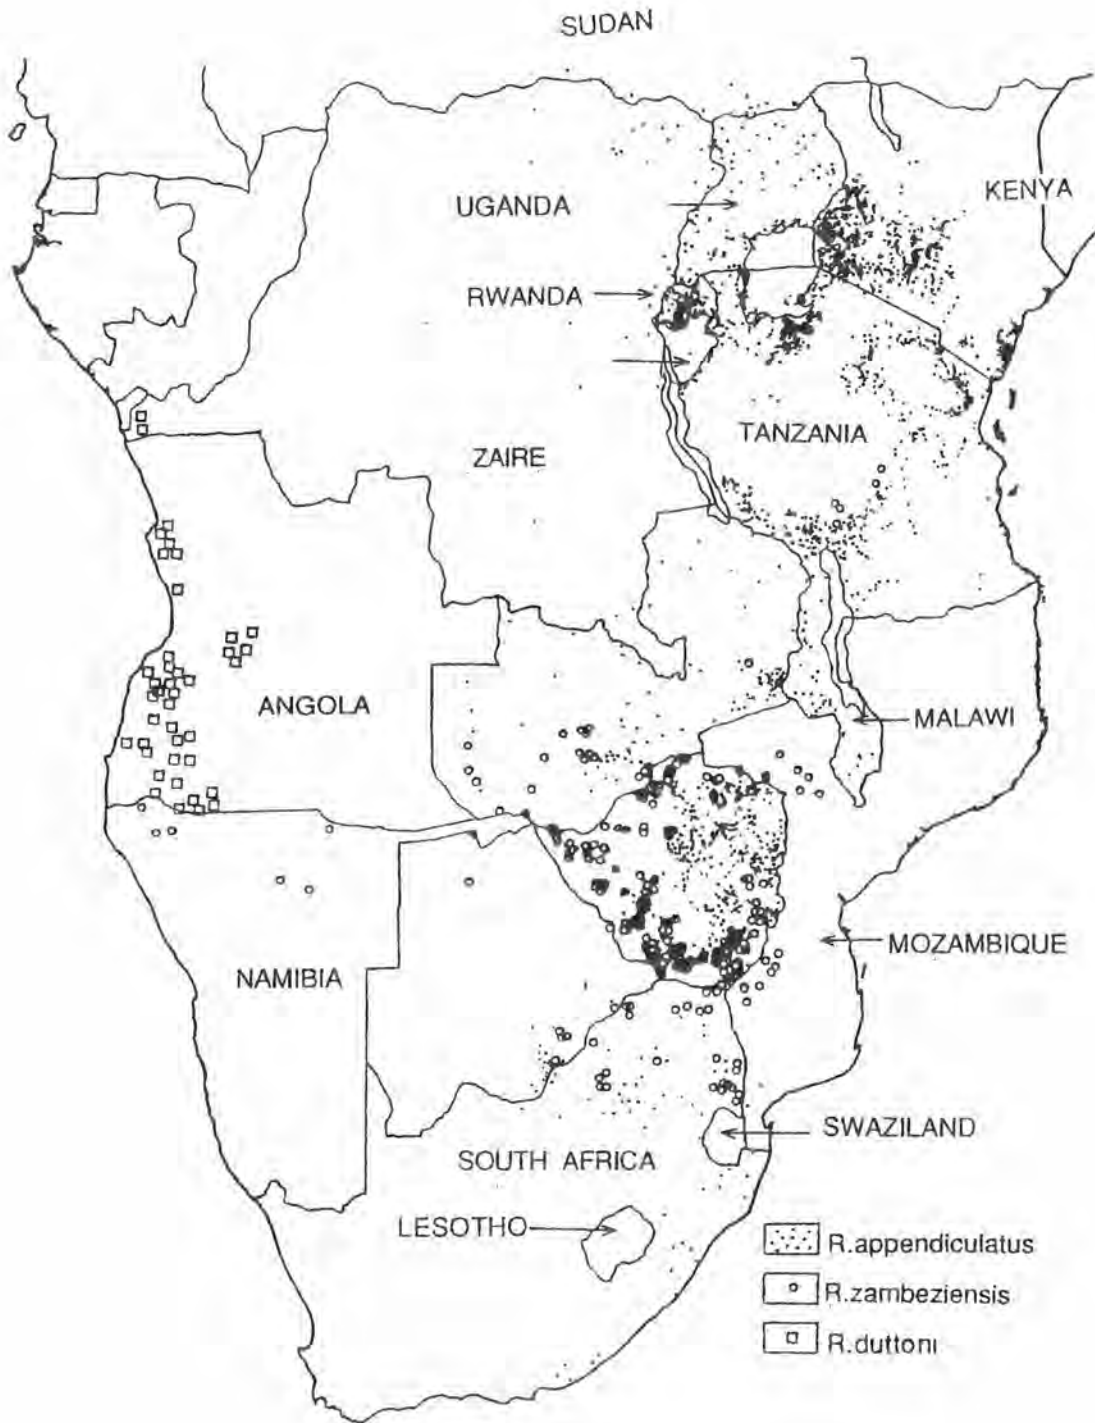 SUDAN
UGANDA
KENYA
RWANDA
TANZANIA
ZAIRE
ANGOLA
MALAWI
MOZAMBIQUE
NAMIBIA
SWAZILAND
SOUTH AFRICA
LESOTHO
R.appendiculatus
R.zambeziensis
R.duttoni